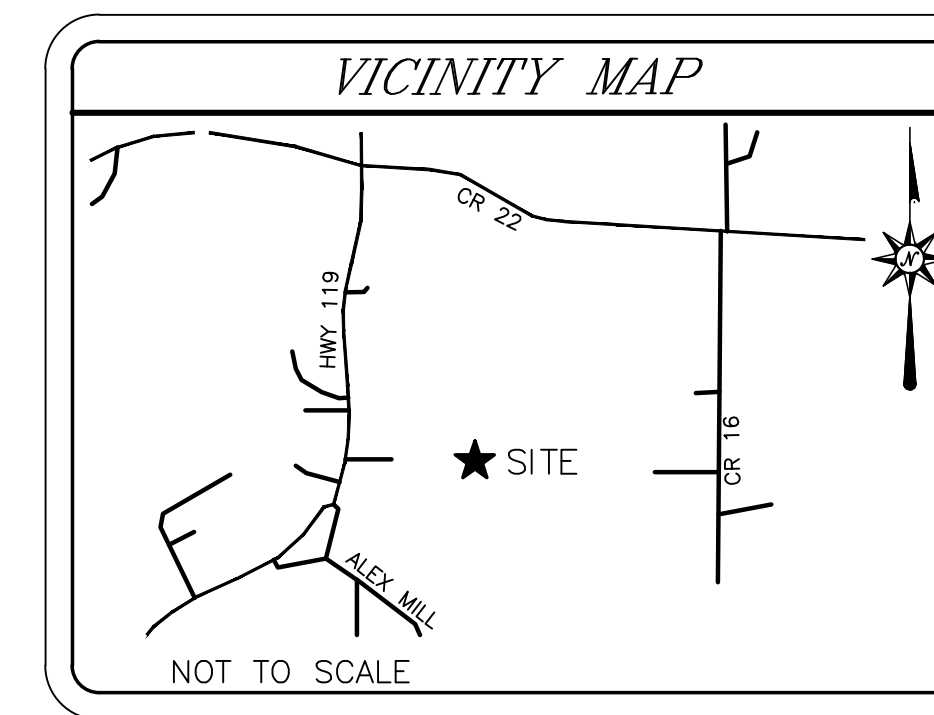 VICINITY MAP
CR 22
HWY 119
N
CR 16
SITE
ALEX MILL
NOT TO SCALE